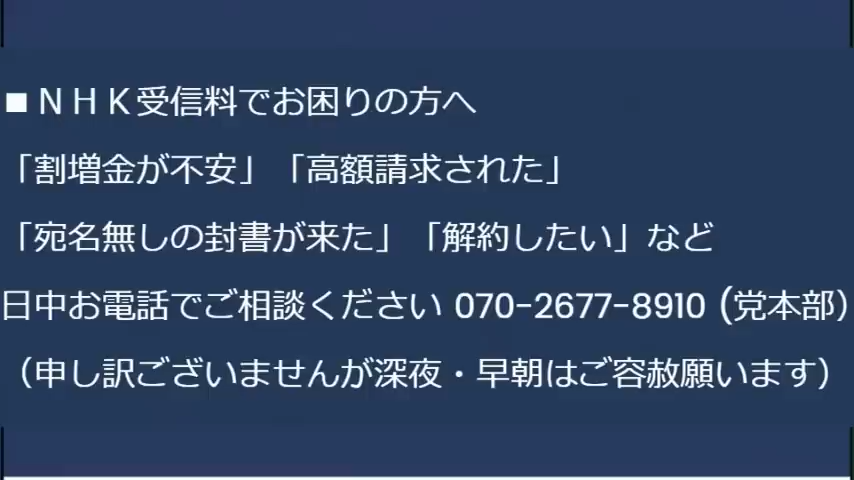 ■ＮＨＫ受信料でお困りの方へ
「割増金が不安」「高額請求された」
「宛名無しの封書が来た」「解約したい」など
日中お電話でご相談ください 070-2677-8910 (党本部)
（申し訳ございませんが深夜・早朝はご容赦願います）